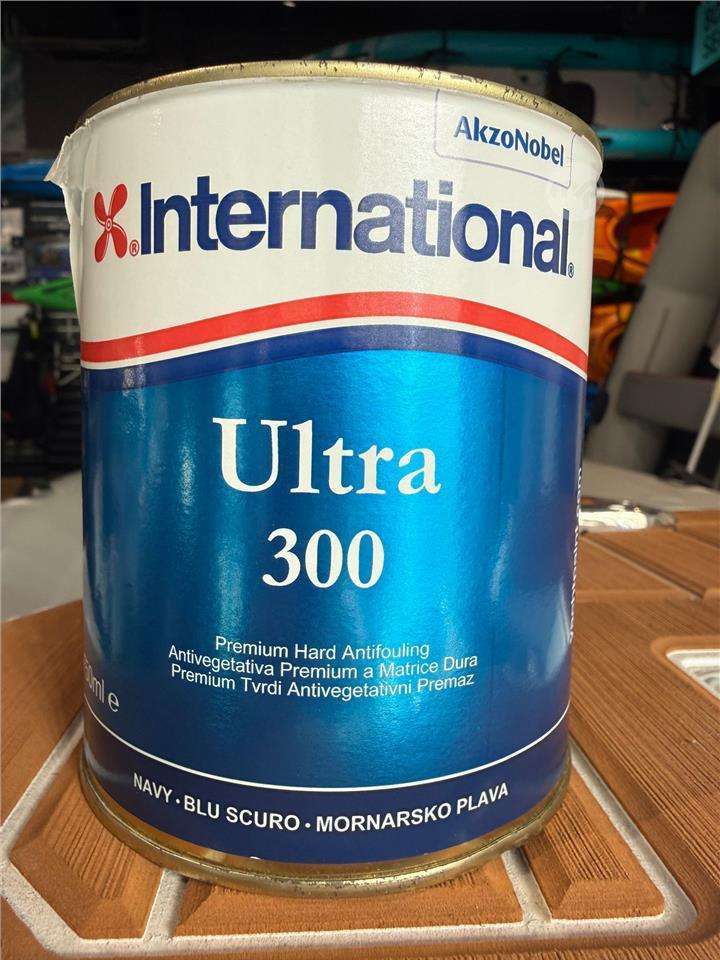 AkzoNobel
International
Ultra
300
Premium Hard Antifouling
Antivegetativa Premium a Matrice Dura
Premium Tvrdi Antivegetativni Premaz
NAVY • BLU SCURO • MORNARSKO PLAVA